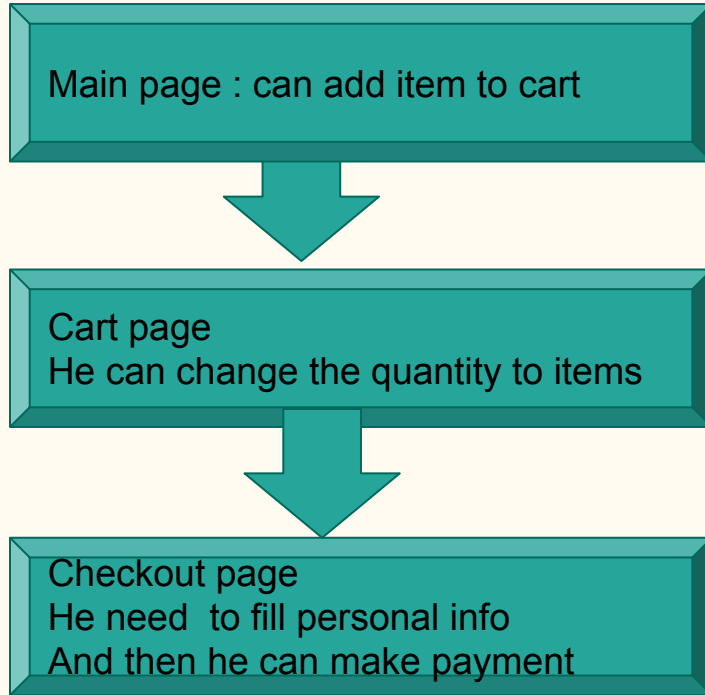 Main page : can add item to cart
Cart page
He can change the quantity to items
Checkout page
He need  to fill personal info
And then he can make payment